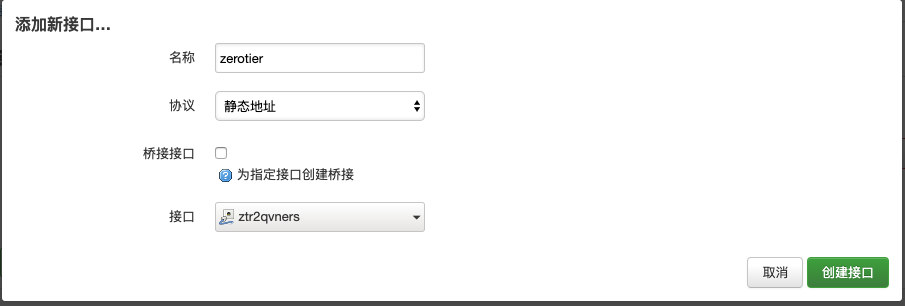 添加新接口...
名称 zerotier
协议 静态地址
桥接接口
为指定接口创建桥接
接口 ztr2qvners
取消 创建接口